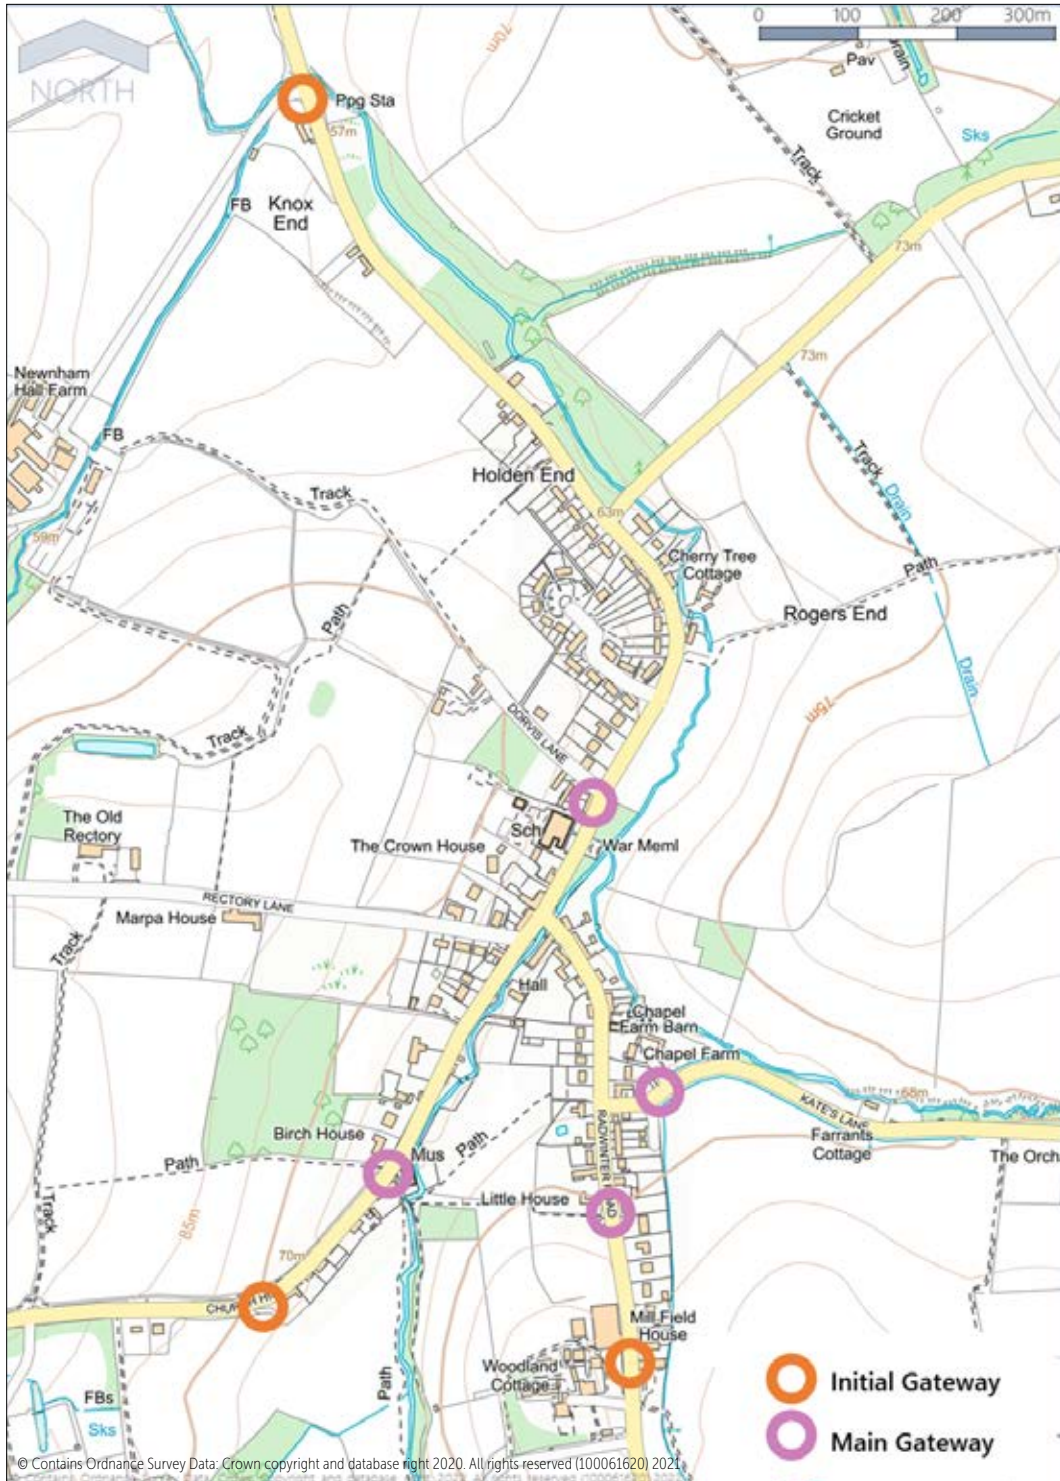 0 100 200 300m
70m
Pav
Drain
NORTH
Ppg Sta
57m
Cricket
Ground
Sks
Track
FB
Knox
End
73m
73m
Newnham
Hall Farm
FB
Track
Holden End
Track
Drain
63m
59m
Cherry Tree
Cottage
Path
Path
Rogers End
Drain
75m
DORVIS LANE
Track
The Old
Rectory
Sch
The Crown House
War Meml
RECTORY LANE
Marpa House
Track
Hall
Chapel
Farm Barn
Chapel Farm
68m
KATE'S LANE
Farrants
Cottage
The Orch
Birch House
Mus
Path
Path
RADWINTER
Little House
Track
85m
70m
Mill Field
House
Woodland
Cottage
Path
FBs
Sks
Initial Gateway
Main Gateway
© Contains Ordnance Survey Data: Crown copyright and database right 2020. All rights reserved (100061620) 2021